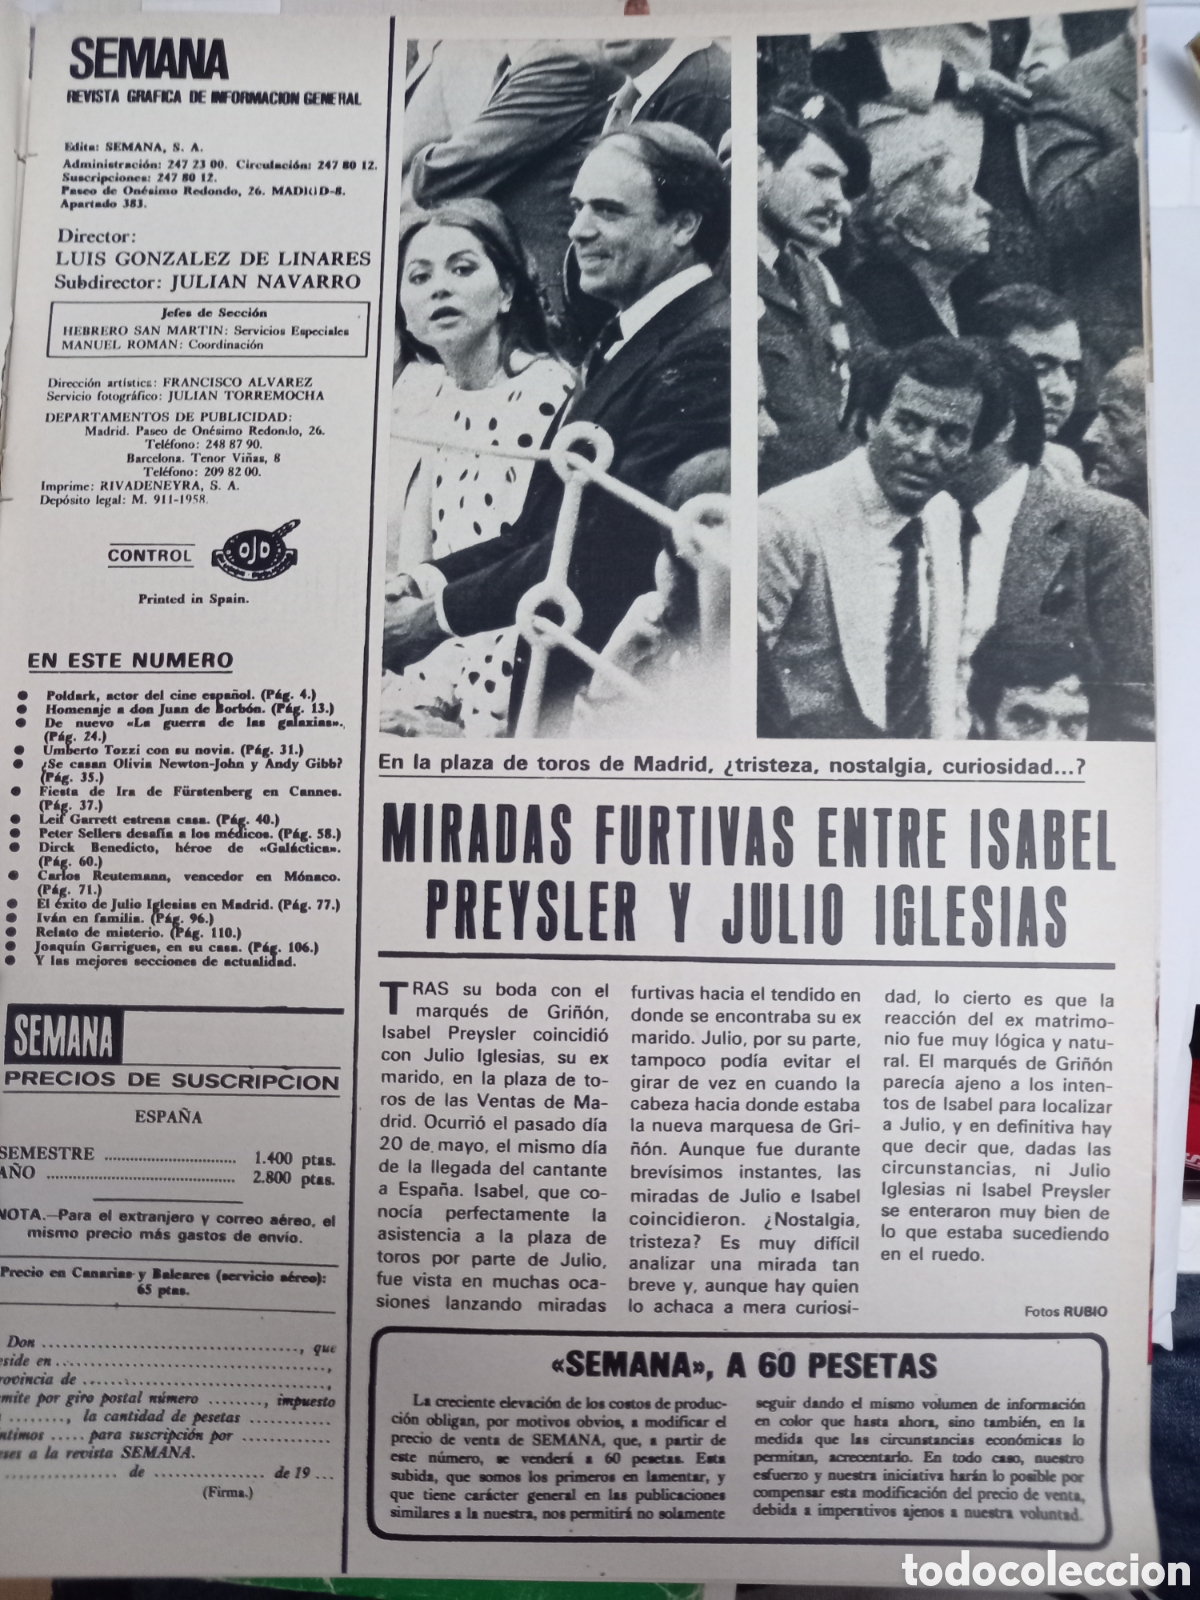 SEMANA
REVISTA GRAFICA DE INFORMACION GENERAL
Edita: SEMANA, S. A.
Administración: 247 23 00. Circulación: 247 80 12.
Suscripciones: 247 80 12.
Paseo de Onésimo Redondo, 26. MADRID-8.
Apartado 383.
Director:
LUIS GONZALEZ DE LINARES
Subdirector: JULIAN NAVARRO
Jefes de Sección
HEBRERO SAN MARTIN: Servicios Especiales
MANUEL ROMAN: Coordinación
Dirección artística: FRANCISCO ALVAREZ
Servicio fotográfico: JULIAN TORREMOCHA
DEPARTAMENTOS DE PUBLICIDAD:
Madrid. Paseo de Onésimo Redondo, 26.
Teléfono: 248 87 90.
Barcelona. Tenor Viñas, 8
Teléfono: 209 82 00.
Imprime: RIVADENEYRA, S. A.
Depósito legal: M. 911-1958.
CONTROL OJD
Printed in Spain.
EN ESTE NUMERO
● Poldark, actor del cine español. (Pág. 4.)
● Homenaje a don Juan de Borbón. (Pág. 13.)
● De nuevo «La guerra de las galaxias».
(Pág. 24.)
● Umberto Tozzi con su novia. (Pág. 31.)
● ¿Se casan Olivia Newton-John y Andy Gibb?
(Pág. 35.)
● Fiesta de Ira de Fürstenberg en Cannes.
(Pág. 37.)
● Leif Garrett estrena casa. (Pág. 40.)
● Peter Sellers desafía a los médicos. (Pág. 58.)
● Dirck Benedicto, héroe de «Galáctica».
(Pág. 60.)
● Carlos Reutemann, vencedor en Mónaco.
(Pág. 71.)
● El éxito de Julio Iglesias en Madrid. (Pág. 77.)
● Iván en familia. (Pág. 96.)
● Relato de misterio. (Pág. 110.)
● Joaquín Garrigues, en su casa. (Pág. 106.)
● Y las mejores secciones de actualidad.
SEMANA
PRECIOS DE SUSCRIPCION
ESPAÑA
SEMESTRE ........................... 1.400 ptas.
AÑO ........................................ 2.800 ptas.
NOTA.—Para el extranjero y correo aéreo, el
mismo precio más gastos de envío.
Precio en Canarias y Baleares (servicio aéreo):
65 ptas.
Don ......................................, que
eside en ........................................,
rovincia de ....................................,
mite por giro postal número ........, impuesto
........, la cantidad de pesetas ............
ntimos ..... para suscripción por ............
ses a la revista SEMANA.
................. de ................. de 19 ...
(Firma.)
En la plaza de toros de Madrid, ¿tristeza, nostalgia, curiosidad...?
MIRADAS FURTIVAS ENTRE ISABEL
PREYSLER Y JULIO IGLESIAS
TRAS su boda con el
marqués de Griñón,
Isabel Preysler coincidió
con Julio Iglesias, su ex
marido, en la plaza de to-
ros de las Ventas de Ma-
drid. Ocurrió el pasado día
20 de mayo, el mismo día
de la llegada del cantante
a España. Isabel, que co-
nocía perfectamente la
asistencia a la plaza de
toros por parte de Julio,
fue vista en muchas oca-
siones lanzando miradas
furtivas hacia el tendido en
donde se encontraba su ex
marido. Julio, por su parte,
tampoco podía evitar el
girar de vez en cuando la
cabeza hacia donde estaba
la nueva marquesa de Gri-
ñón. Aunque fue durante
brevísimos instantes, las
miradas de Julio e Isabel
coincidieron. ¿Nostalgia,
tristeza? Es muy difícil
analizar una mirada tan
breve y, aunque hay quien
lo achaca a mera curiosi-
dad, lo cierto es que la
reacción del ex matrimo-
nio fue muy lógica y natu-
ral. El marqués de Griñón
parecía ajeno a los inten-
tos de Isabel para localizar
a Julio, y en definitiva hay
que decir que, dadas las
circunstancias, ni Julio
Iglesias ni Isabel Preysler
se enteraron muy bien de
lo que estaba sucediendo
en el ruedo.
Fotos RUBIO
«SEMANA», A 60 PESETAS
La creciente elevación de los costos de produc-
ción obligan, por motivos obvios, a modificar el
precio de venta de SEMANA, que, a partir de
este número, se venderá a 60 pesetas. Esta
subida, que somos los primeros en lamentar, y
que tiene carácter general en las publicaciones
similares a la nuestra, nos permitirá no solamente
seguir dando el mismo volumen de información
en color que hasta ahora, sino también, en la
medida que las circunstancias económicas lo
permitan, acrecentarlo. En todo caso, nuestro
esfuerzo y nuestra iniciativa harán lo posible por
compensar esta modificación del precio de venta,
debida a imperativos ajenos a nuestra voluntad.
todocoleccion